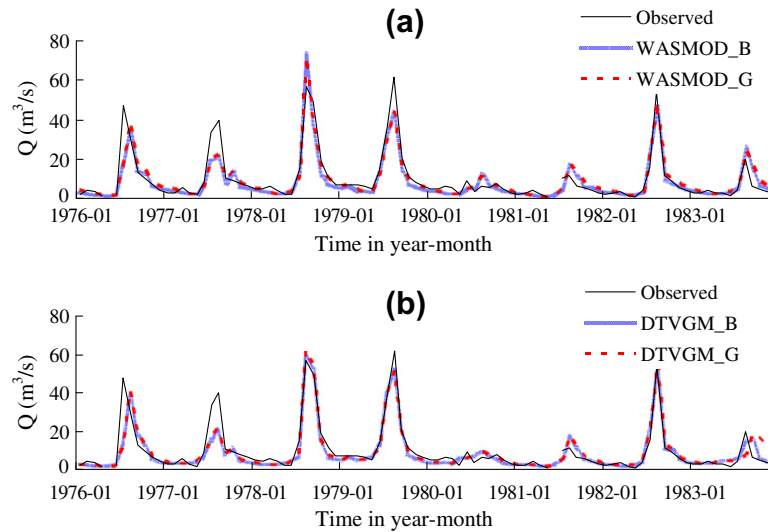 (a)
Observed
WASMOD_B
WASMOD_G
Q (m³/s)
80
60
40
20
0
1976-01 1977-01 1978-01 1979-01 1980-01 1981-01 1982-01 1983-01
Time in year-month
(b)
Observed
DTVGM_B
DTVGM_G
Q (m³/s)
80
60
40
20
0
1976-01 1977-01 1978-01 1979-01 1980-01 1981-01 1982-01 1983-01
Time in year-month